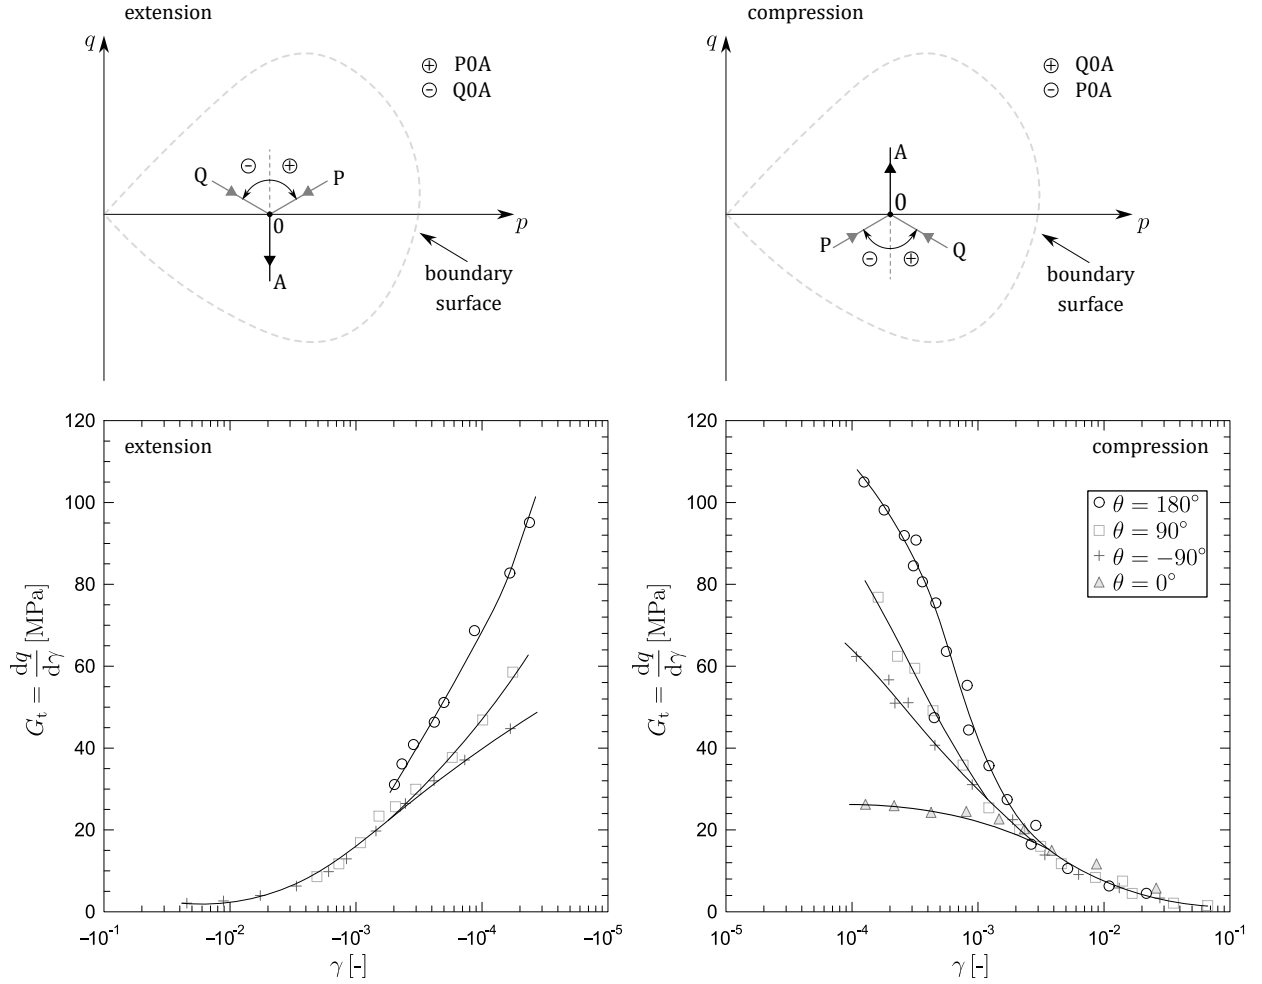 extension
compression
q
⊕ P0A
⊖ Q0A
Q
⊖
⊕
P
0
A
p
boundary
surface
q
⊕ Q0A
⊖ P0A
A
0
P
⊖
⊕
Q
p
boundary
surface
extension
120
100
80
60
40
20
0
G_t = dq/dγ [MPa]
−10^-1
−10^-2
−10^-3
−10^-4
−10^-5
γ [-]
compression
θ = 180°
θ = 90°
θ = −90°
θ = 0°
120
100
80
60
40
20
0
G_t = dq/dγ [MPa]
10^-5
10^-4
10^-3
10^-2
10^-1
γ [-]